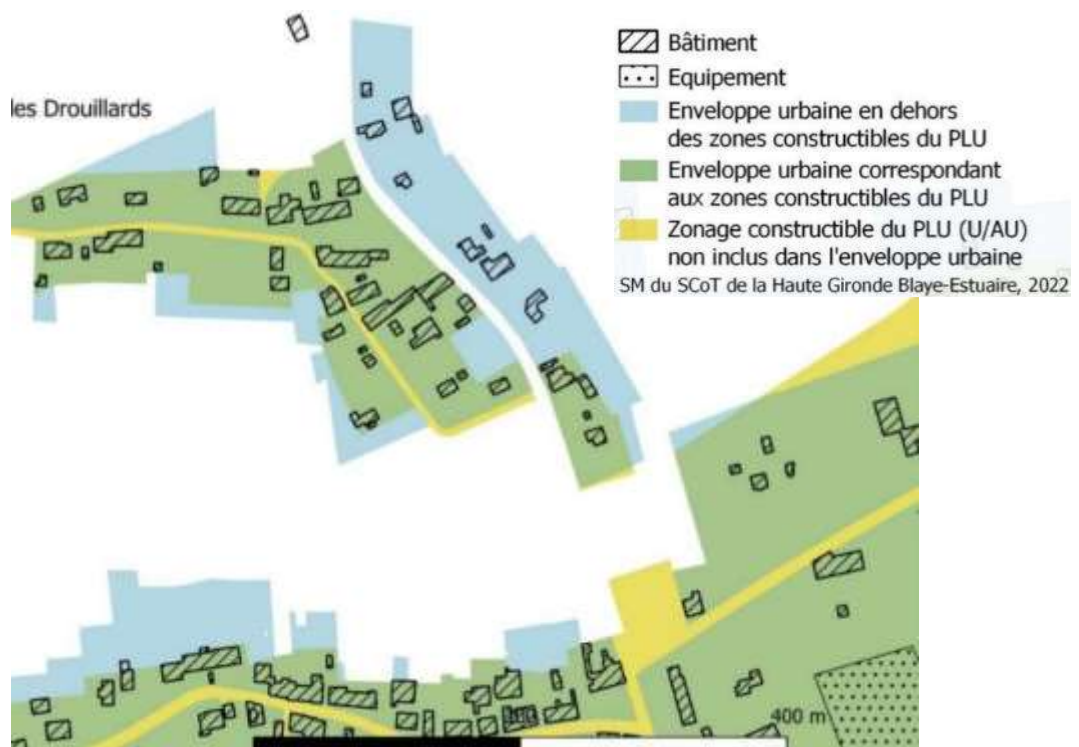 les Drouillards
Bâtiment
Equipement
Enveloppe urbaine en dehors
des zones constructibles du PLU
Enveloppe urbaine correspondant
aux zones constructibles du PLU
Zonage constructible du PLU (U/AU)
non inclus dans l'enveloppe urbaine
SM du SCoT de la Haute Gironde Blaye-Estuaire, 2022
400 m